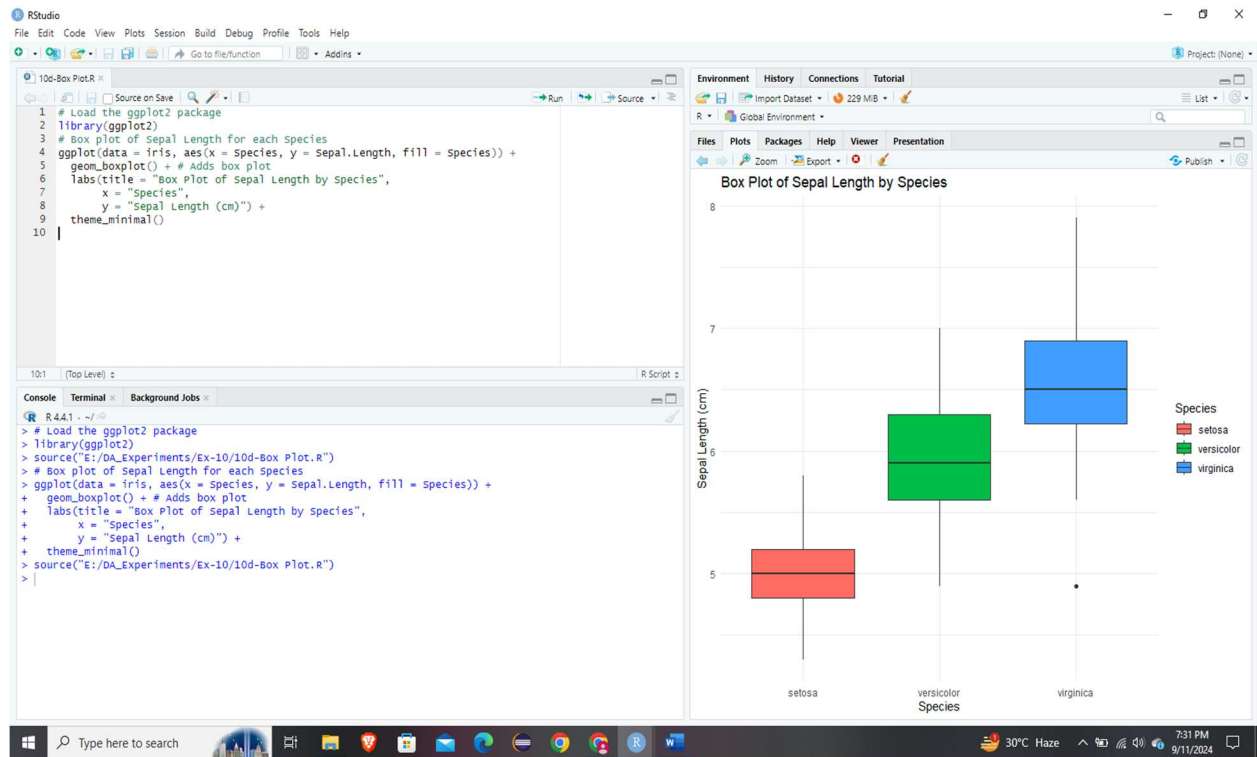 RStudio
File Edit Code View Plots Session Build Debug Profile Tools Help
Go to file/function Addins Project: (None)
10d-Box Plot.R
Source on Save Run Source
1 # Load the ggplot2 package
2 library(ggplot2)
3 # Box plot of Sepal Length for each Species
4 ggplot(data = iris, aes(x = Species, y = Sepal.Length, fill = Species)) +
5   geom_boxplot() + # Adds box plot
6   labs(title = "Box Plot of Sepal Length by Species",
7        x = "Species",
8        y = "Sepal Length (cm)") +
9   theme_minimal()
10
10:1 (Top Level) R Script
Console Terminal Background Jobs
R 4.4.1 . ~/
> # Load the ggplot2 package
> library(ggplot2)
> source("E:/DA_Experiments/Ex-10/10d-Box Plot.R")
> # Box plot of Sepal Length for each Species
> ggplot(data = iris, aes(x = Species, y = Sepal.Length, fill = Species)) +
+   geom_boxplot() + # Adds box plot
+   labs(title = "Box Plot of Sepal Length by Species",
+        x = "Species",
+        y = "Sepal Length (cm)") +
+   theme_minimal()
> source("E:/DA_Experiments/Ex-10/10d-Box Plot.R")
>
Environment History Connections Tutorial
Import Dataset 229 MiB List
R Global Environment
Files Plots Packages Help Viewer Presentation
Zoom Export Publish
Box Plot of Sepal Length by Species
8
7
6
5
Sepal Length (cm)
setosa versicolor virginica
Species
Species
setosa
versicolor
virginica
Type here to search
30°C Haze
7:31 PM
9/11/2024